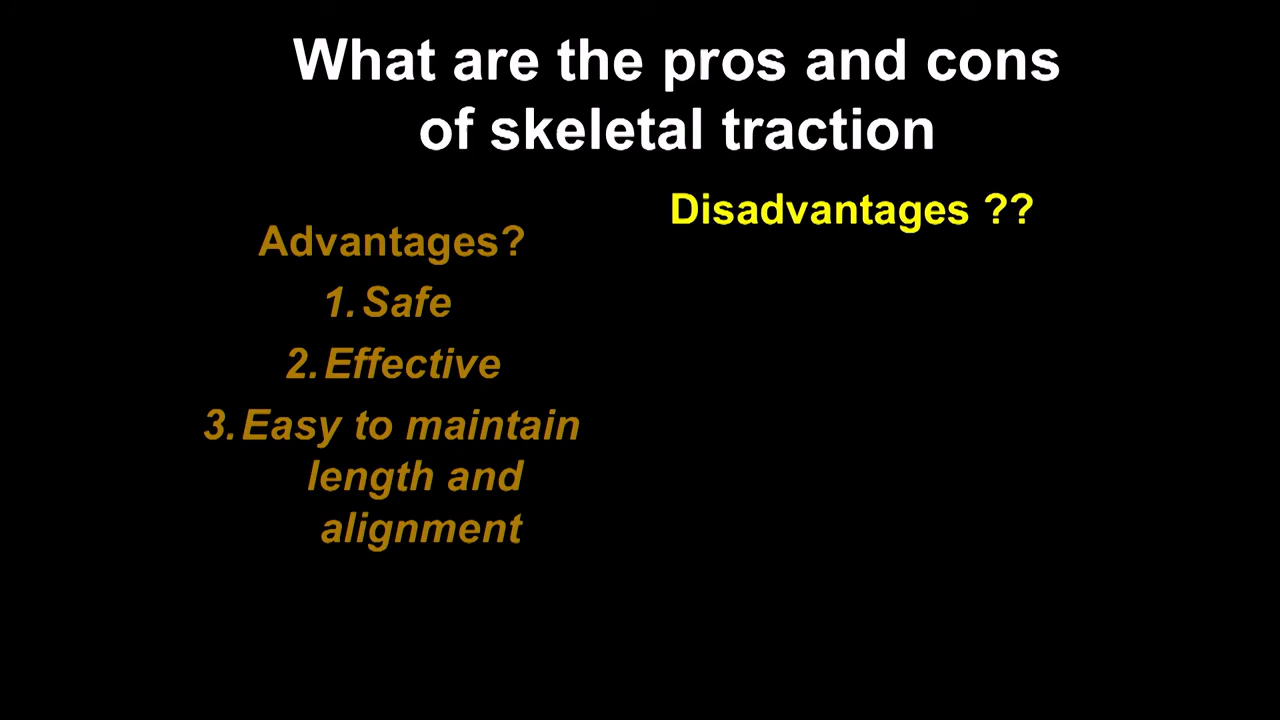 What are the pros and cons
of skeletal traction
Advantages?
1. Safe
2. Effective
3. Easy to maintain
length and
alignment
Disadvantages ??